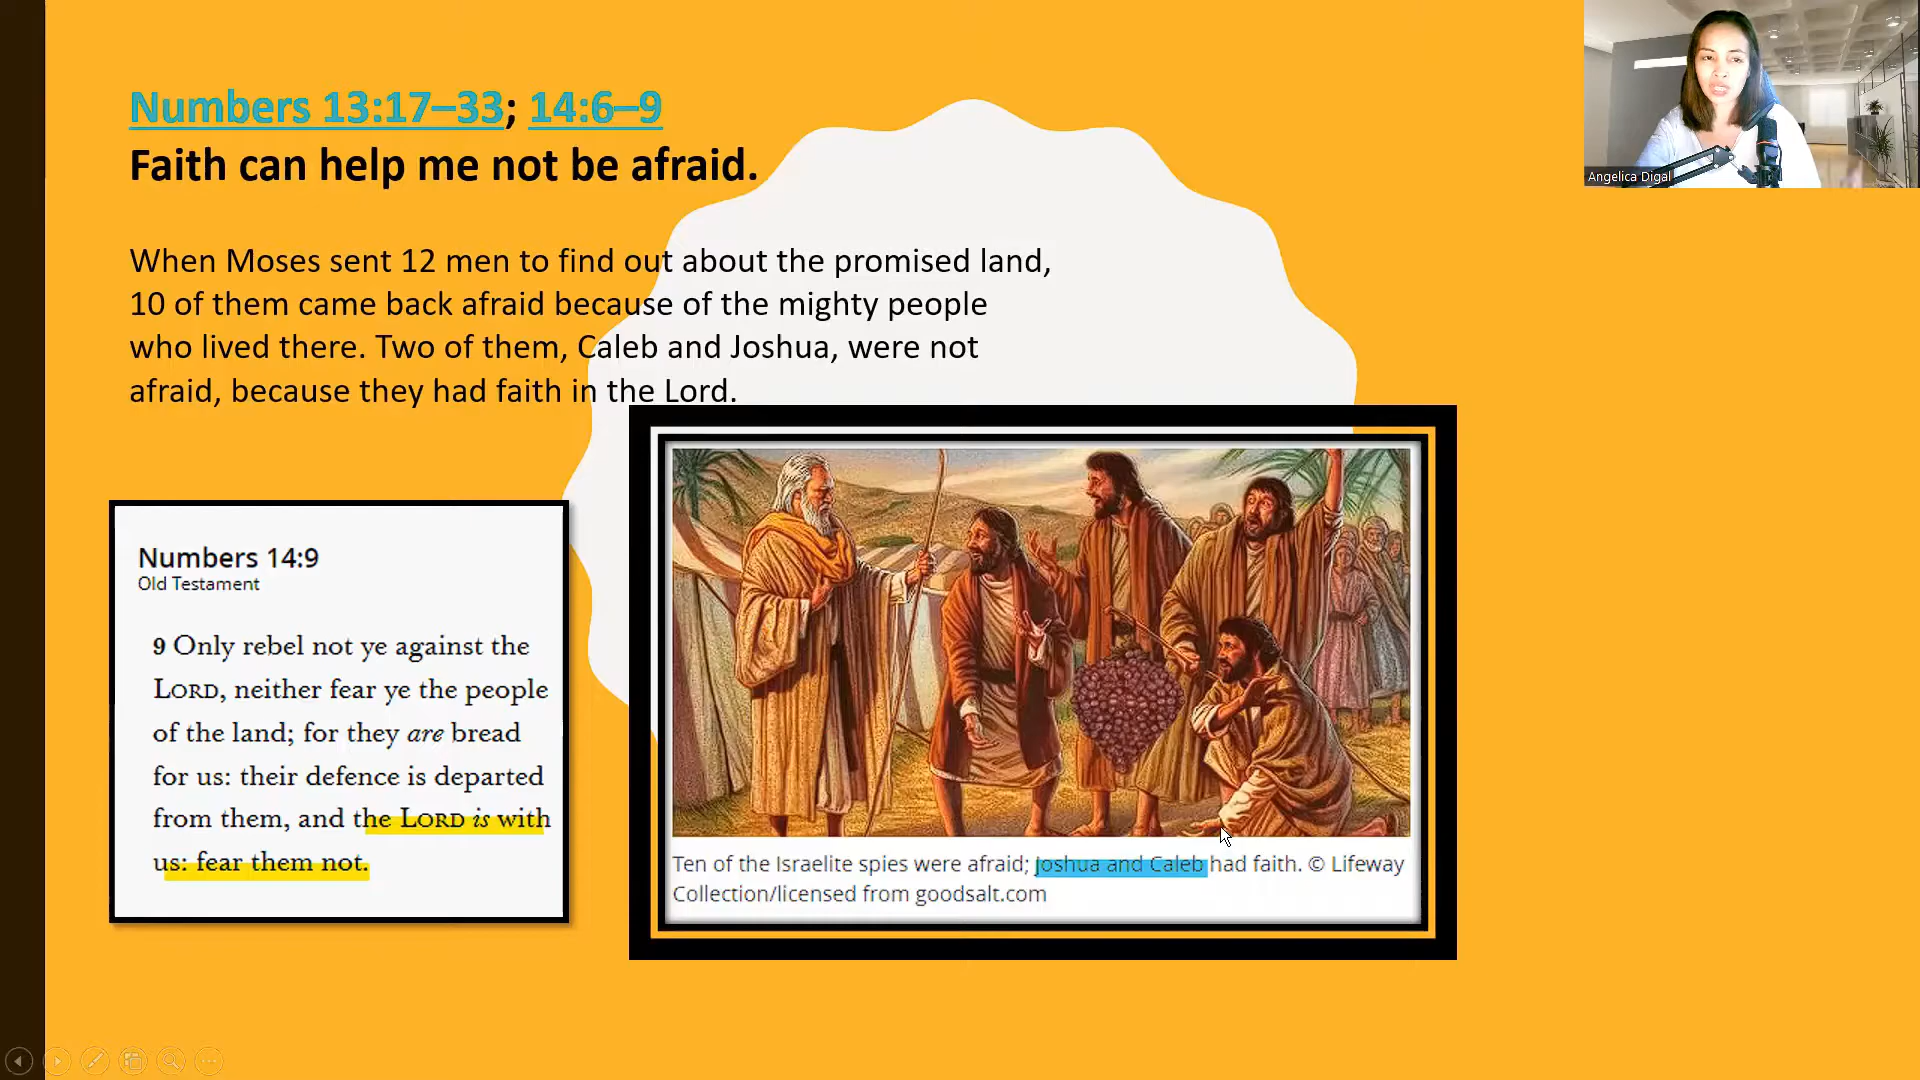 Numbers 13:17–33; 14:6–9
Faith can help me not be afraid.
When Moses sent 12 men to find out about the promised land,
10 of them came back afraid because of the mighty people
who lived there. Two of them, Caleb and Joshua, were not
afraid, because they had faith in the Lord.
Numbers 14:9
Old Testament
9 Only rebel not ye against the
LORD, neither fear ye the people
of the land; for they are bread
for us: their defence is departed
from them, and the LORD is with
us: fear them not.
Ten of the Israelite spies were afraid; Joshua and Caleb had faith. © Lifeway
Collection/licensed from goodsalt.com
Angelica Digal